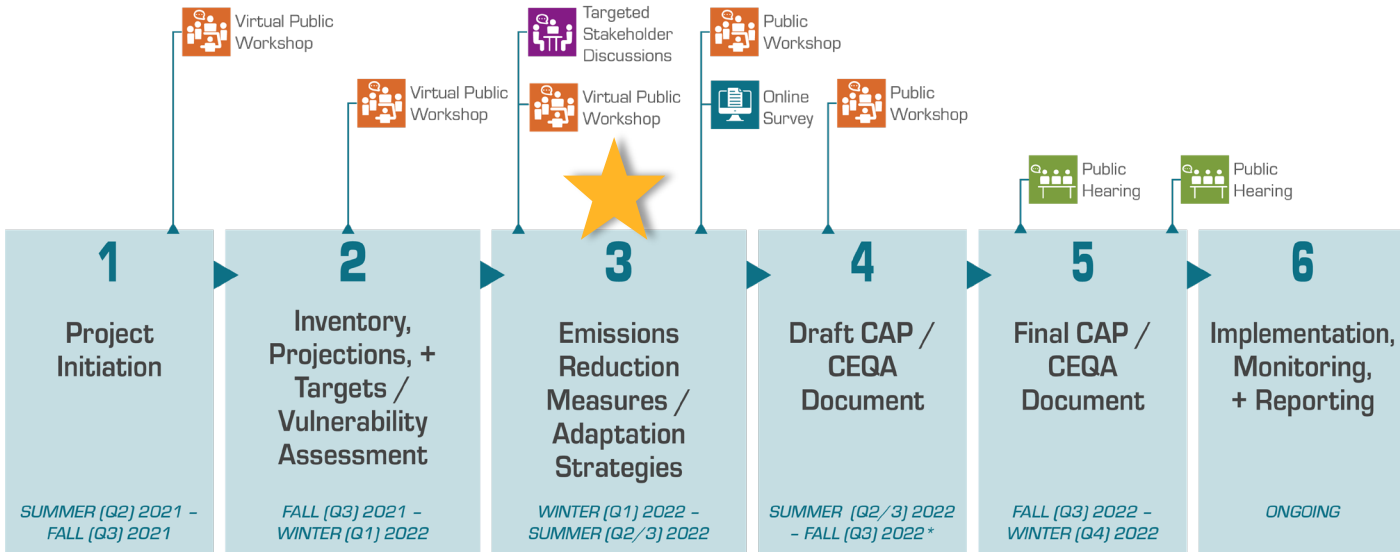 Virtual Public
Workshop
Virtual Public
Workshop
Targeted
Stakeholder
Discussions
Virtual Public
Workshop
Public
Workshop
Online
Survey
Public
Workshop
Public
Hearing
Public
Hearing
1
Project
Initiation
SUMMER (Q2) 2021 –
FALL (Q3) 2021
2
Inventory,
Projections, +
Targets /
Vulnerability
Assessment
FALL (Q3) 2021 –
WINTER (Q1) 2022
3
Emissions
Reduction
Measures /
Adaptation
Strategies
WINTER (Q1) 2022 –
SUMMER (Q2/3) 2022
4
Draft CAP /
CEQA
Document
SUMMER (Q2/3) 2022
– FALL (Q3) 2022*
5
Final CAP /
CEQA
Document
FALL (Q3) 2022 –
WINTER (Q4) 2022
6
Implementation,
Monitoring,
+ Reporting
ONGOING